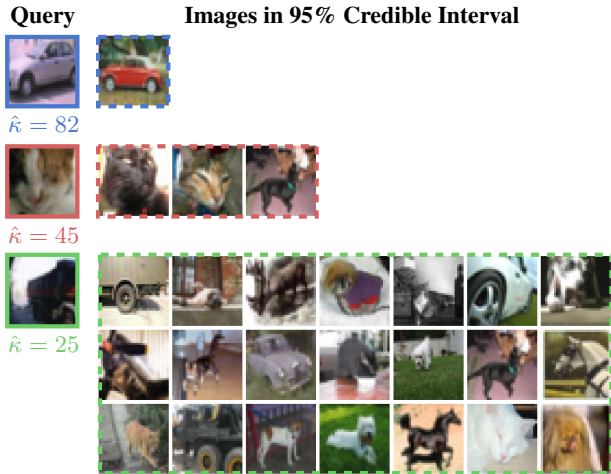 Query Images in 95% Credible Interval
κ̂ = 82
κ̂ = 45
κ̂ = 25